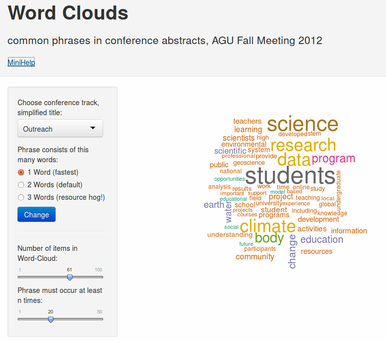 Word Clouds
common phrases in conference abstracts, AGU Fall Meeting 2012
MiniHelp
Choose conference track,
simplified title:
Outreach
Phrase consists of this
many words:
1 Word (fastest)
2 Words (default)
3 Words (resource hog!)
Change
Number of items in
Word-Cloud:
1 81 100
Phrase must occur at least
n times:
1 20 50
teachers science
learning developed stem
scientists high research
environmental
scientific system
professional provide data program
public geoscience
national students
opportunities
analysis results work time online study
important support model based
educational field project teaching local
earth school university experience global
projects student including knowledge
courses programs development
water undergraduate
social climate activities information
understanding body change education
future
participants resources
community